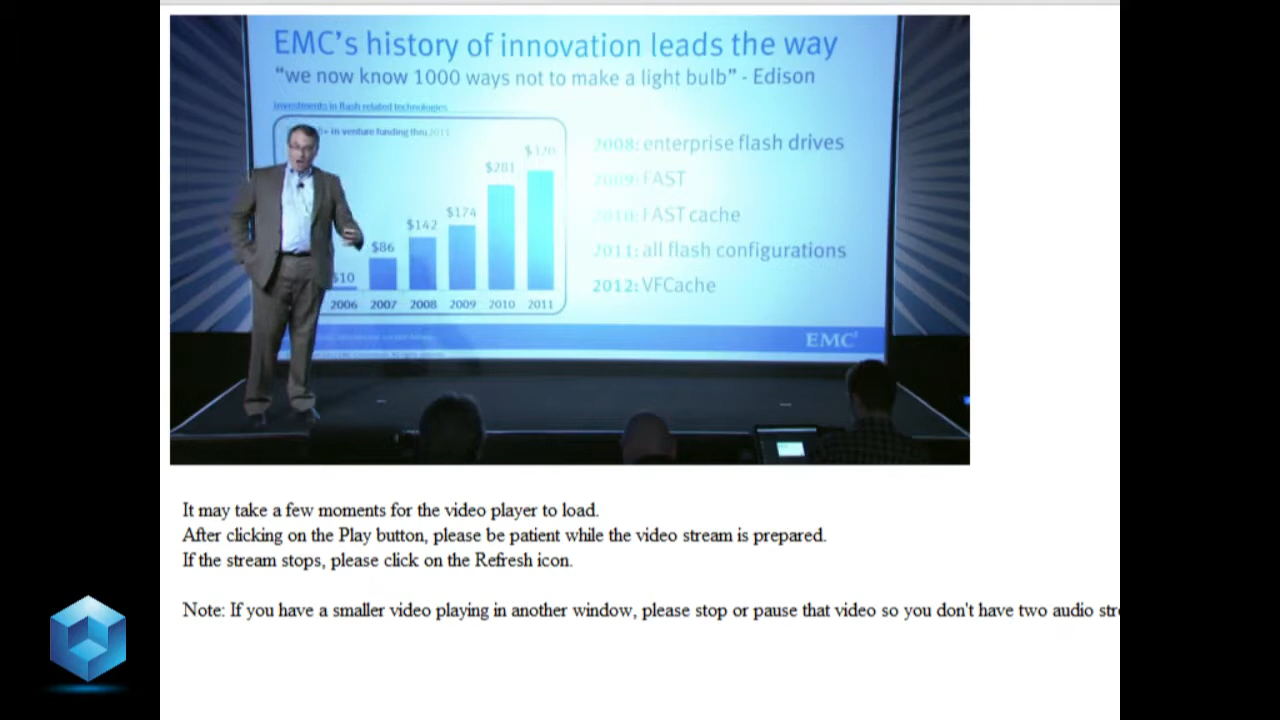 EMC's history of innovation leads the way
"we now know 1000 ways not to make a light bulb" - Edison
Investments in flash related technologies
in venture funding thru 2011
$10
$86
$142
$174
$281
2006 2007 2008 2009 2010 2011
2008: enterprise flash drives
2009: FAST
2010: FAST cache
2011: all flash configurations
2012: VFCache
EMC²
It may take a few moments for the video player to load.
After clicking on the Play button, please be patient while the video stream is prepared.
If the stream stops, please click on the Refresh icon.
Note: If you have a smaller video playing in another window, please stop or pause that video so you don't have two audio stre